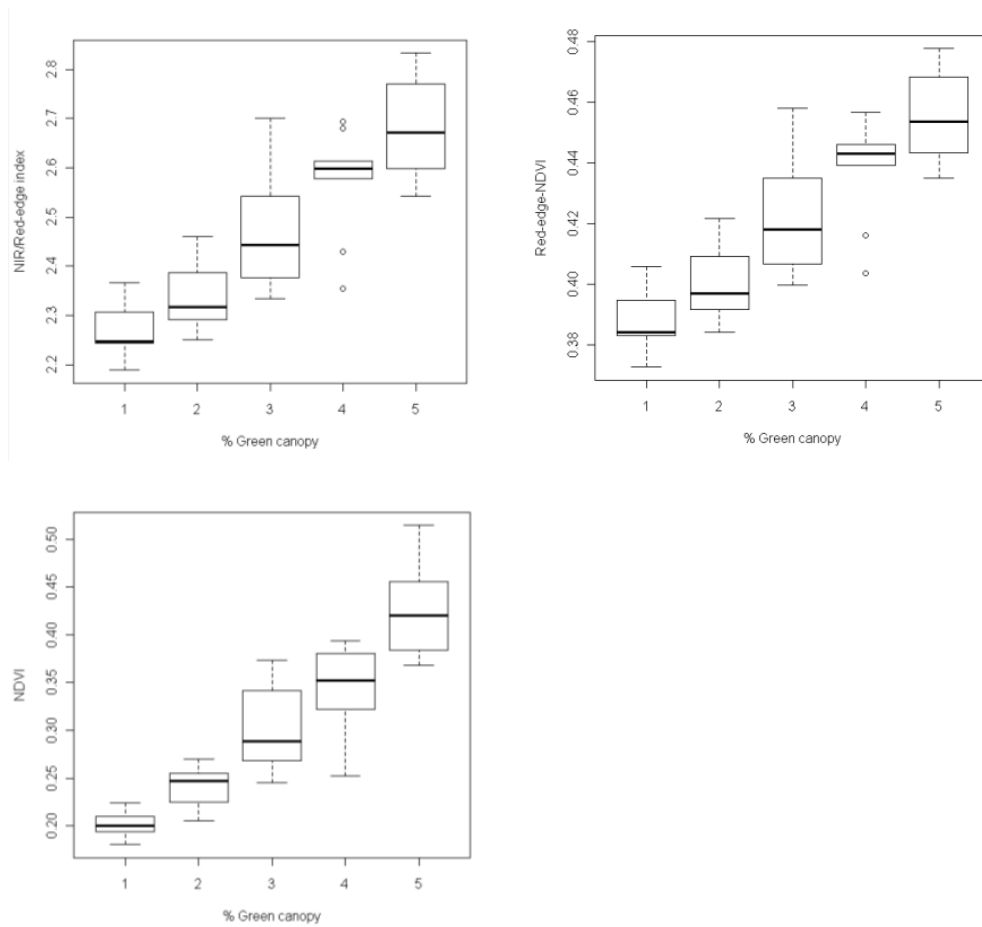 NIR/Red-edge index
2.8
2.7
2.6
2.5
2.4
2.3
2.2
1 2 3 4 5
% Green canopy
Red-edge-NDVI
0.48
0.46
0.44
0.42
0.40
0.38
1 2 3 4 5
% Green canopy
NDVI
0.50
0.45
0.40
0.35
0.30
0.25
0.20
1 2 3 4 5
% Green canopy